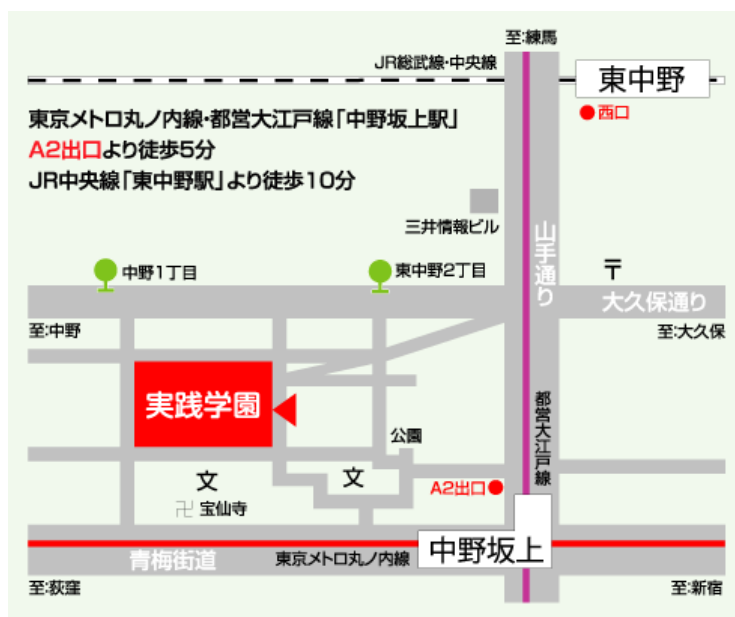 至:練馬
JR総武線・中央線
東中野
●西口
東京メトロ丸ノ内線・都営大江戸線「中野坂上駅」
A2出口より徒歩5分
JR中央線「東中野駅」より徒歩10分
三井情報ビル
山手通り
中野1丁目
東中野2丁目
〒
大久保通り
至:中野
至:大久保
実践学園
都営大江戸線
公園
文
文
A2出口●
卍 宝仙寺
中野坂上
青梅街道
東京メトロ丸ノ内線
至:荻窪
至:新宿